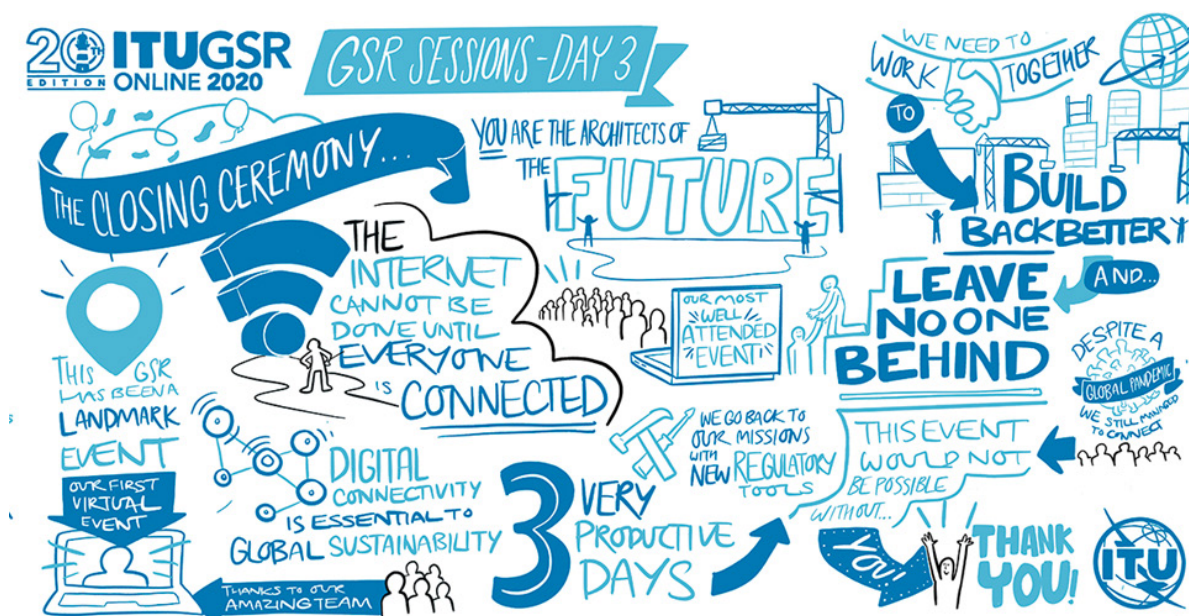 20TH ITUGSR
EDITION ONLINE 2020
GSR SESSIONS - DAY 3
THE CLOSING CEREMONY...
YOU ARE THE ARCHITECTS OF
THE FUTURE
WE NEED TO
WORK TOGETHER
TO
BUILD
BACK BETTER
AND...
LEAVE
NO ONE
BEHIND
THE
INTERNET
CANNOT BE
DONE UNTIL
EVERYONE
IS CONNECTED
OUR MOST
WELL
ATTENDED
EVENT!
DESPITE A
GLOBAL PANDEMIC
WE STILL MANAGED
TO CONNECT
THIS GSR
HAS BEEN A
LANDMARK
EVENT
OUR FIRST
VIRTUAL
EVENT
DIGITAL
CONNECTIVITY
IS ESSENTIAL TO
GLOBAL SUSTAINABILITY
THANKS TO OUR
AMAZING TEAM
3 VERY
PRODUCTIVE
DAYS
WE GO BACK TO
OUR MISSIONS
WITH
NEW REGULATORY
TOOLS
THIS EVENT
WOULD NOT
BE POSSIBLE
WITHOUT...
YOU!
THANK
YOU!
ITU